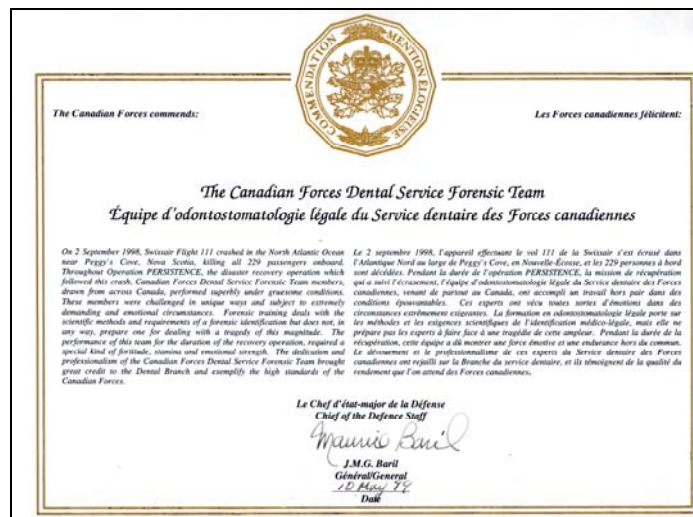 COMMENDATION MENTION ÉLOGIEUSE
The Canadian Forces commends:
Les Forces canadiennes félicitent:
The Canadian Forces Dental Service Forensic Team
Équipe d'odontostomatologie légale du Service dentaire des Forces canadiennes
On 2 September 1998, Swissair Flight 111 crashed in the North Atlantic Ocean
near Peggy's Cove, Nova Scotia, killing all 229 passengers onboard.
Throughout Operation PERSISTENCE, the disaster recovery operation which
followed this crash, Canadian Forces Dental Service Forensic Team members,
drawn from across Canada, performed superbly under gruesome conditions.
These members were challenged in unique ways and subject to extremely
demanding and emotional circumstances. Forensic training deals with the
scientific methods and requirements of a forensic identification but does not, in
any way, prepare one for dealing with a tragedy of this magnitude. The
performance of this team for the duration of the recovery operation, required a
special kind of fortitude, stamina and emotional strength. The dedication and
professionalism of the Canadian Forces Dental Service Forensic Team brought
great credit to the Dental Branch and exemplify the high standards of the
Canadian Forces.
Le 2 septembre 1998, l'appareil effectuant le vol 111 de la Swissair s'est écrasé dans
l'Atlantique Nord au large de Peggy's Cove, en Nouvelle-Écosse, et les 229 personnes à bord
sont décédées. Pendant la durée de l'opération PERSISTENCE, la mission de récupération
qui a suivi l'écrasement, l'équipe d'odontostomatologie légale du Service dentaire des Forces
canadiennes, venant de partout au Canada, ont accompli un travail hors pair dans des
conditions épouvantables. Ces experts ont vécu toutes sortes d'émotions dans des
circonstances extrêmement exigeantes. La formation en odontostomatologie légale porte sur
les méthodes et les exigences scientifiques de l'identification médico-légale, mais elle ne
prépare pas les experts à faire face à une tragédie de cette ampleur. Pendant la durée de la
récupération, cette équipe a dû montrer une force émotive et une endurance hors du commun.
Le dévouement et le professionnalisme de ces experts du Service dentaire des Forces
canadiennes ont rejailli sur la Branche du service dentaire, et ils témoignent de la qualité du
rendement que l'on attend des Forces canadiennes.
Le Chef d'état-major de la Défense
Chief of the Defence Staff
Maurice Baril
J.M.G. Baril
Général/General
10 May 99
Date